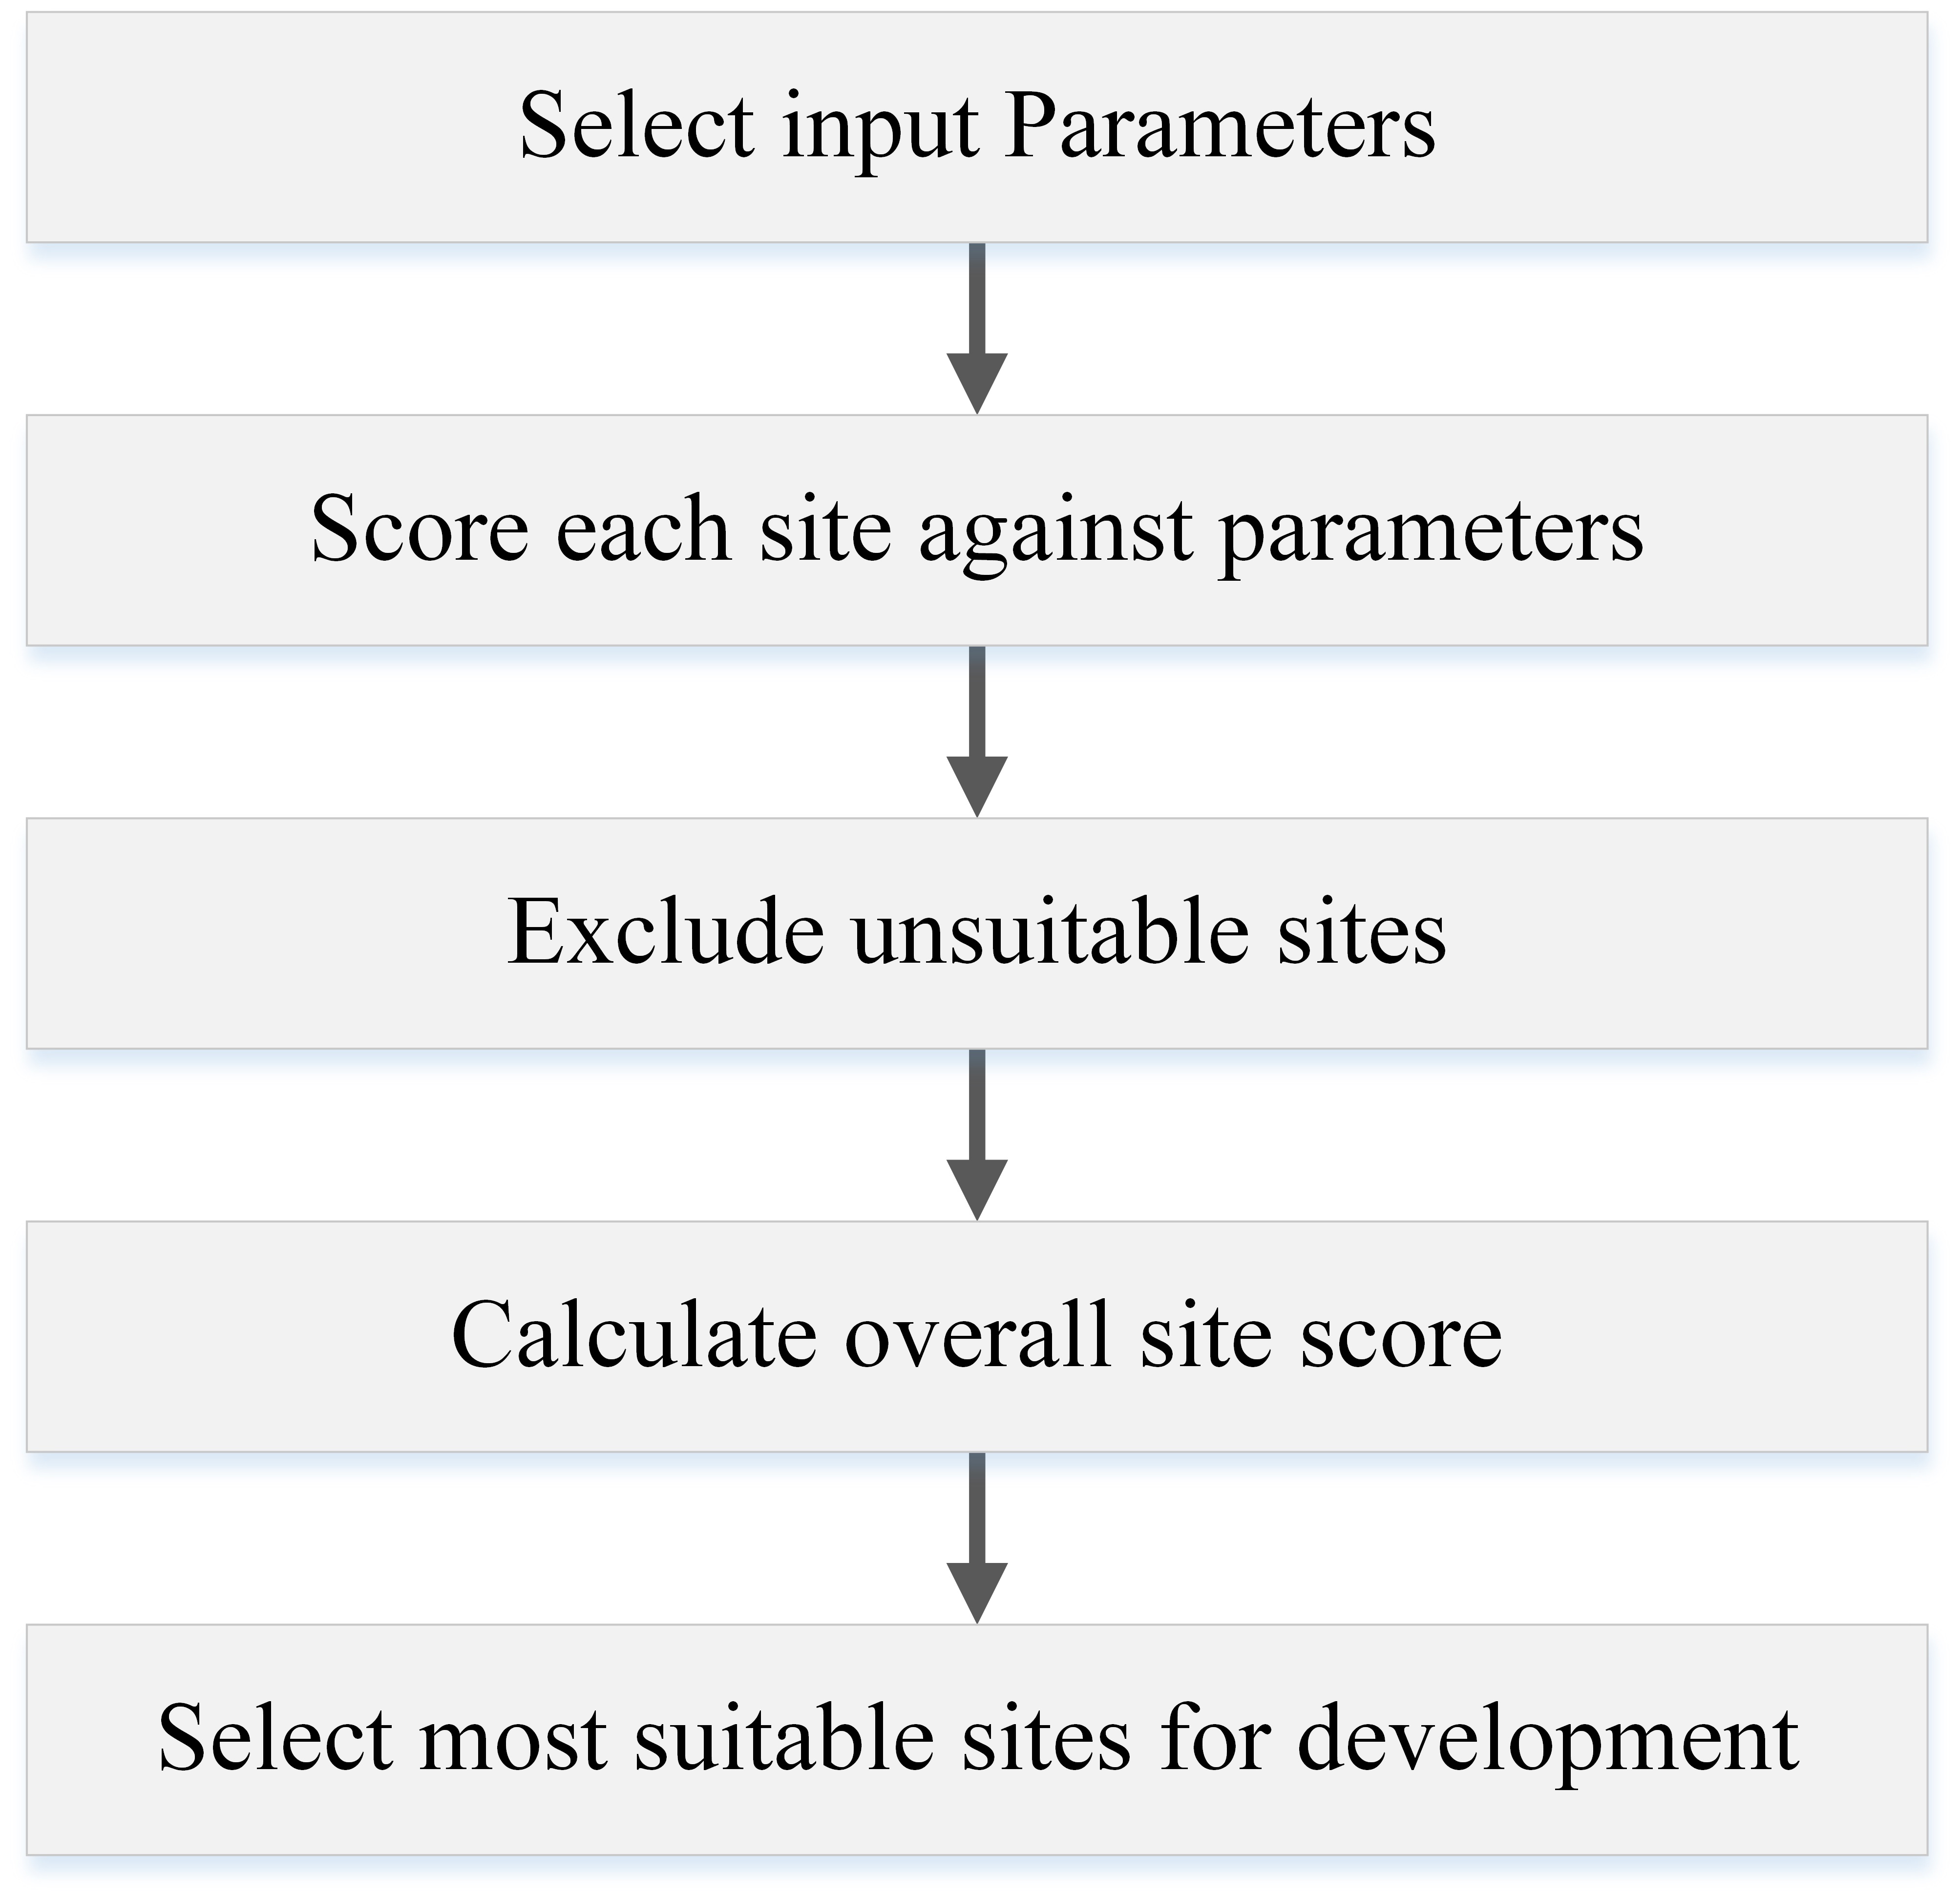 Select input Parameters
Score each site against parameters
Exclude unsuitable sites
Calculate overall site score
Select most suitable sites for development